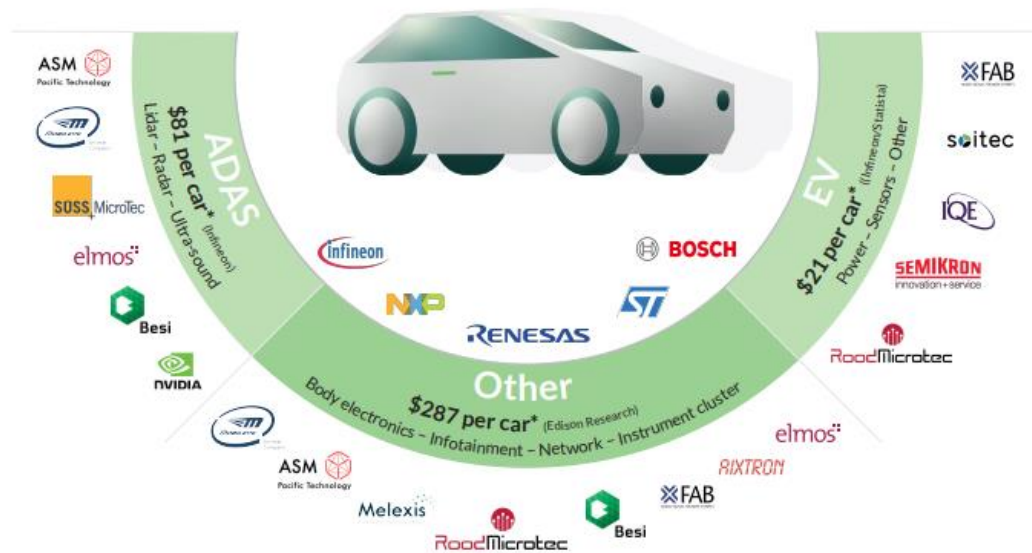 ASM
Pacific Technology
SUSS MicroTec
elmos
Besi
NVIDIA
ADAS
$81 per car* (Infineon)
Lidar – Radar – Ultra-sound
infineon
NXP
RENESAS
ST
BOSCH
EV
$21 per car* ((Infineon/Statista)
Power – Sensors – Other
XFAB
soitec
IQE
SEMIKRON
innovation+service
RoodMicrotec
Other
$287 per car* (Edison Research)
Body electronics – Infotainment – Network – Instrument cluster
ASM
Pacific Technology
Melexis
RoodMicrotec
Besi
XFAB
AIXTRON
elmos